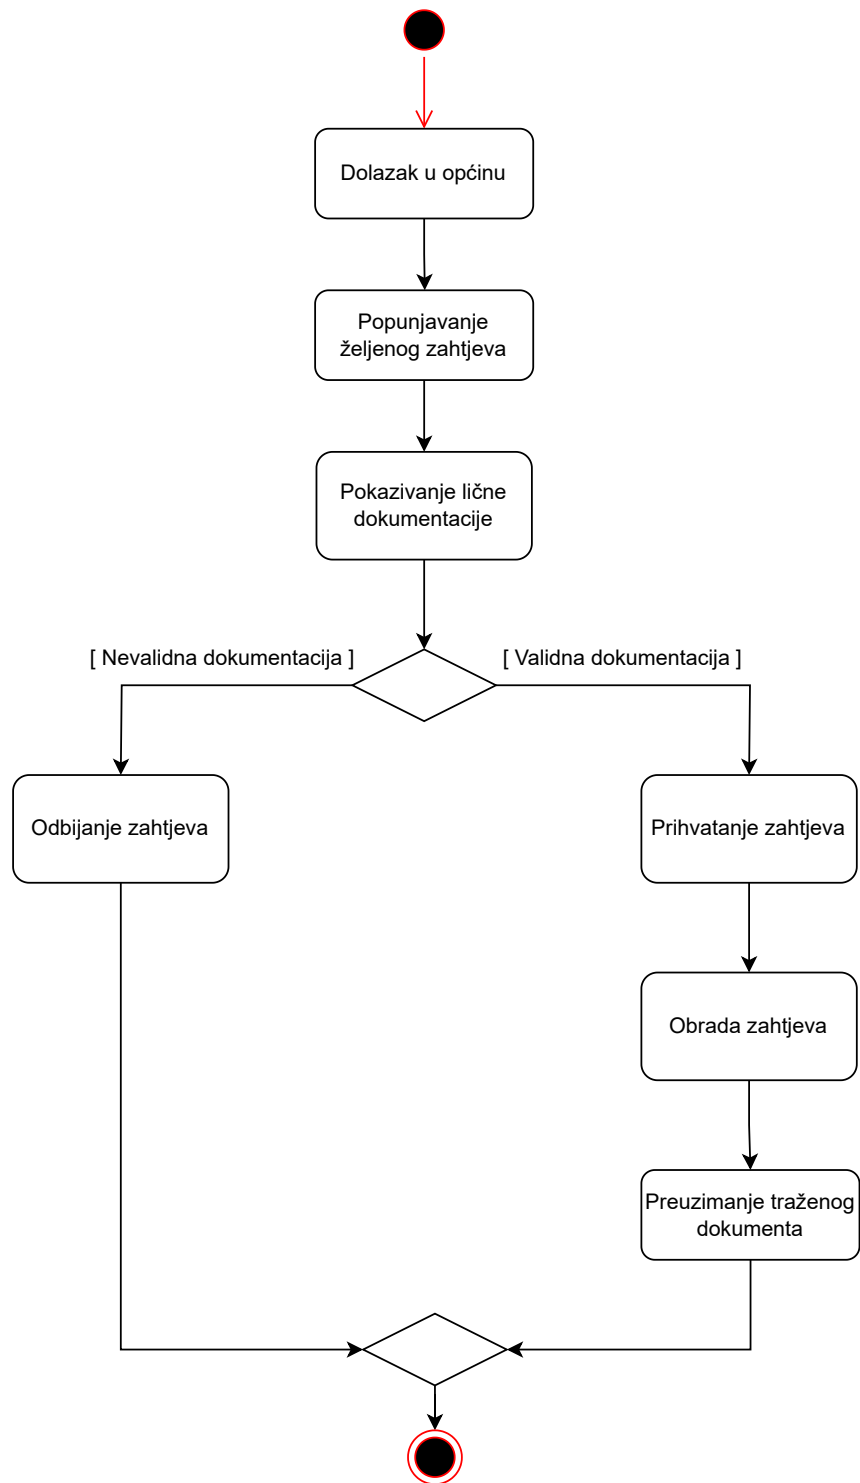 Dolazak u općinu
Popunjavanje
željenog zahtjeva
Pokazivanje lične
dokumentacije
[ Nevalidna dokumentacija ]
[ Validna dokumentacija ]
Odbijanje zahtjeva
Prihvatanje zahtjeva
Obrada zahtjeva
Preuzimanje traženog
dokumenta